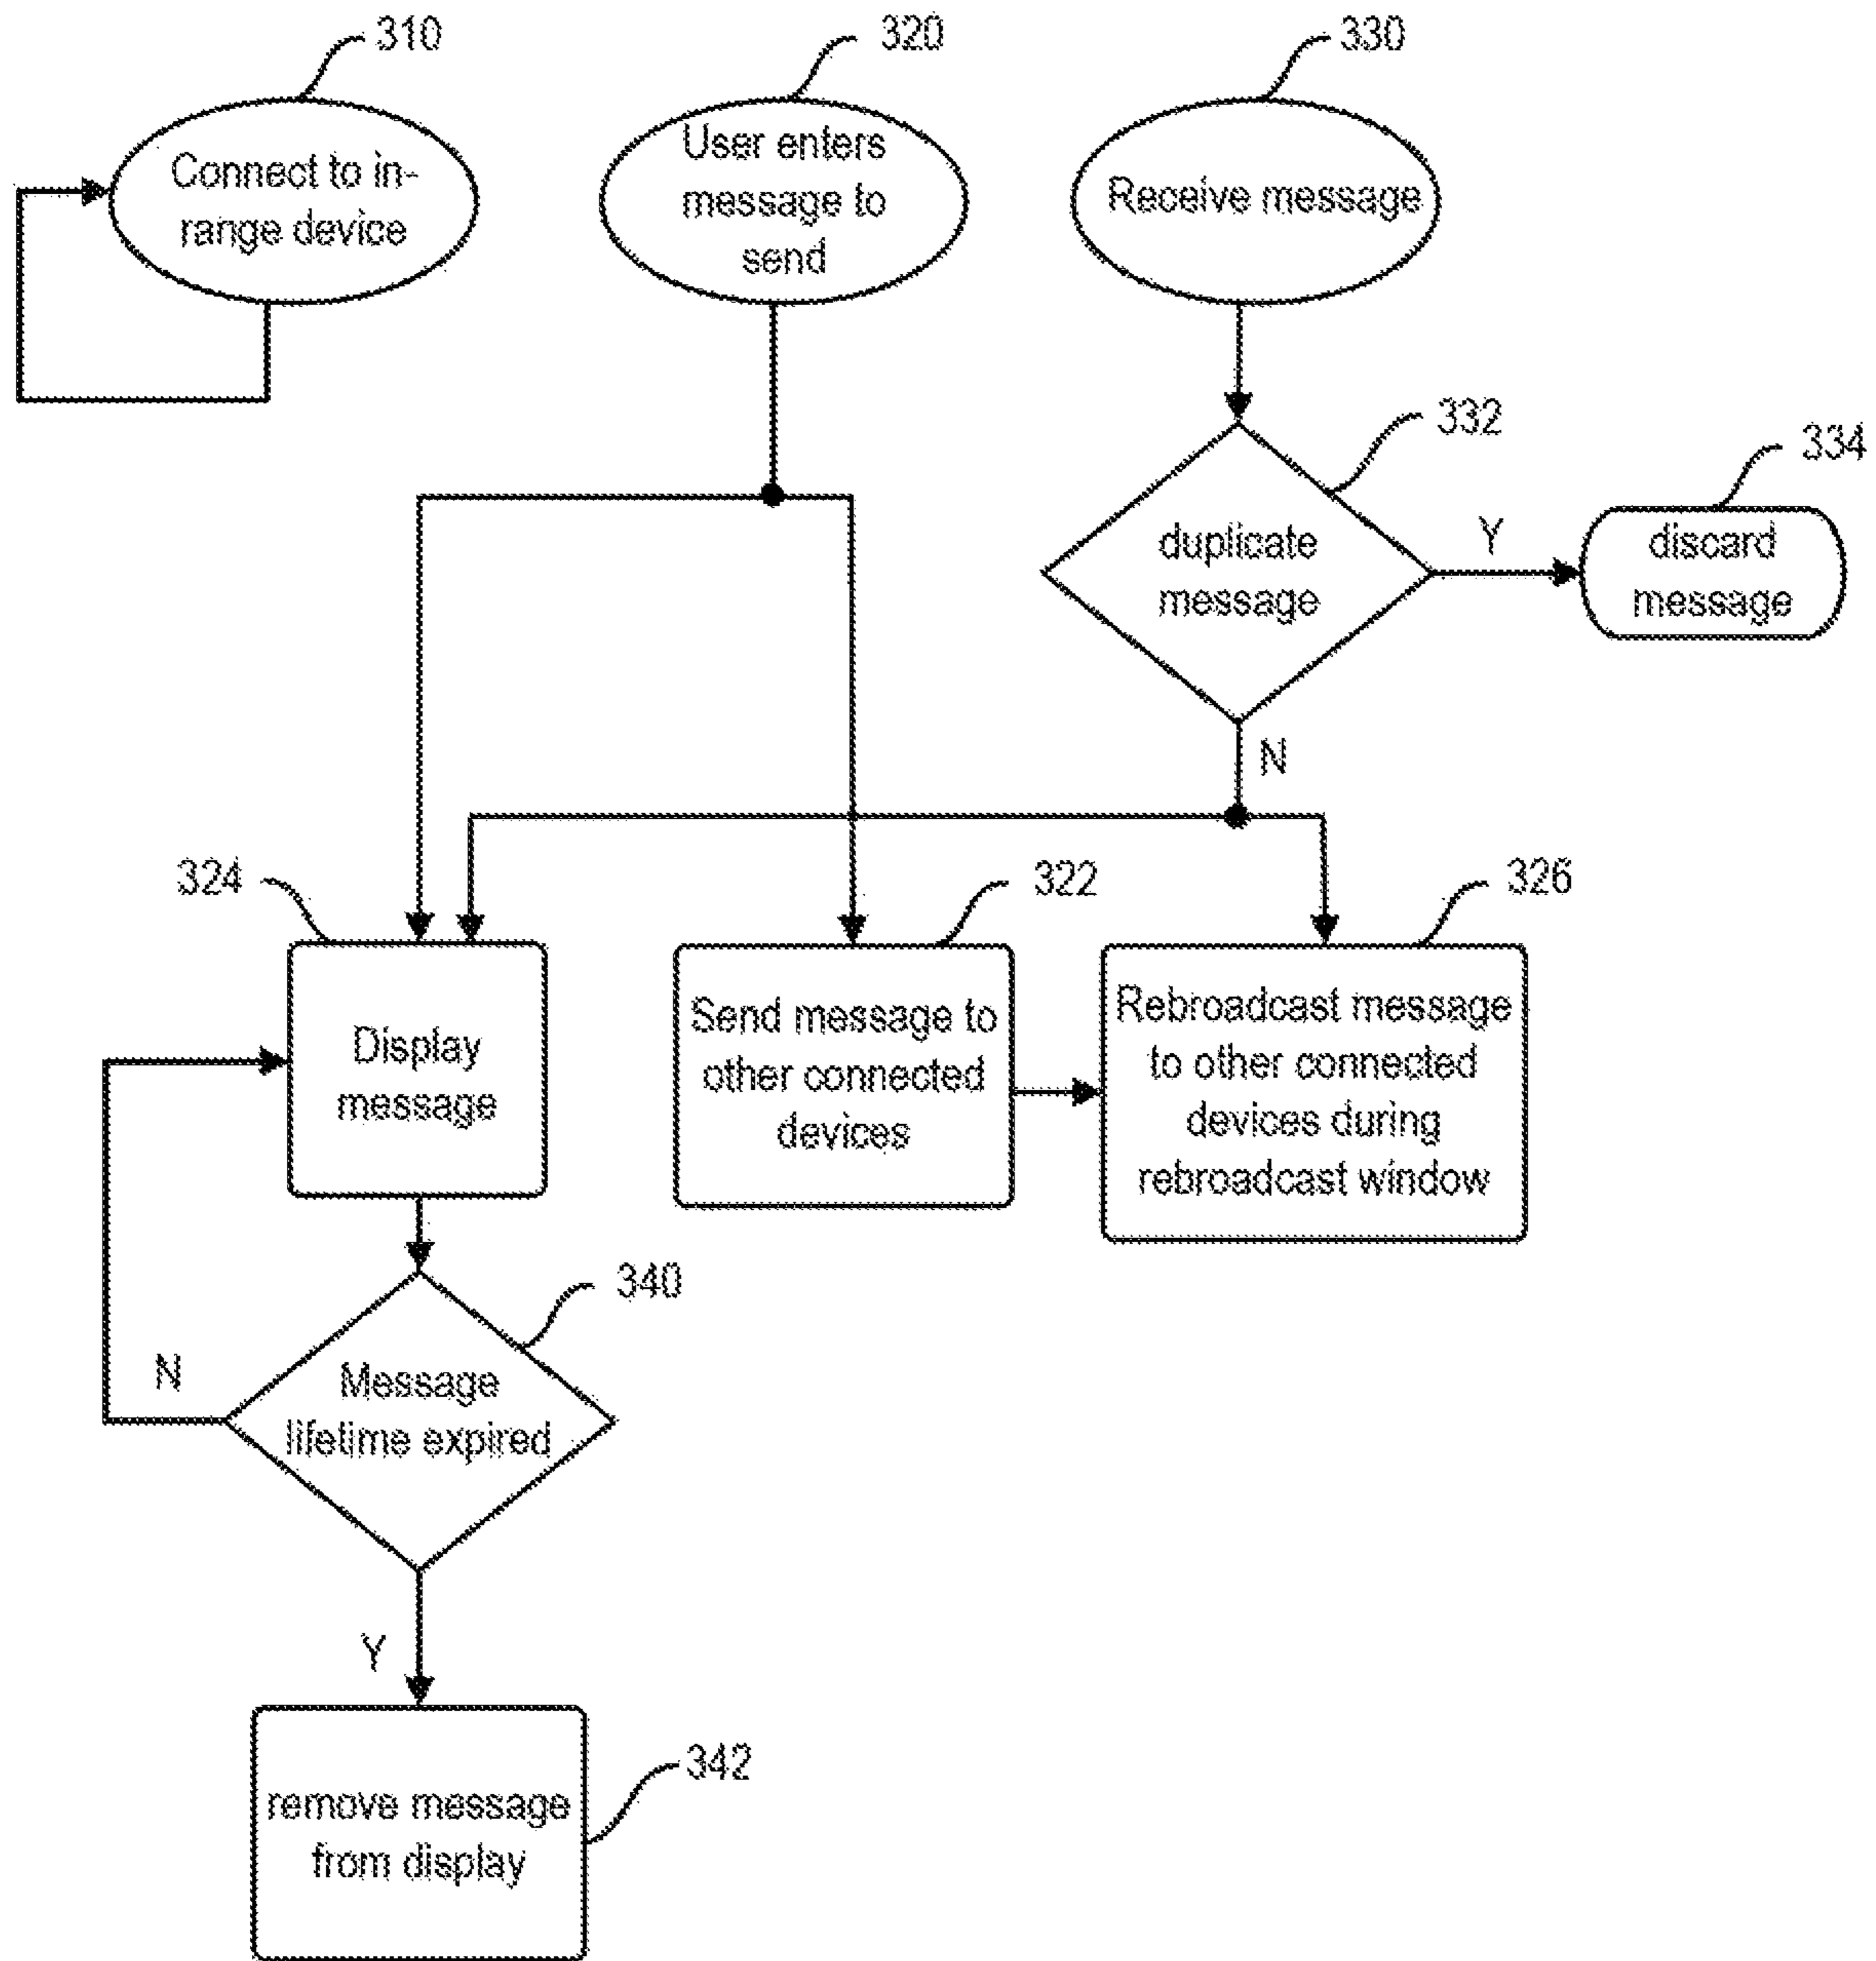 310
320
330
Connect to in-
range device
User enters
message to
send
Receive message
332
334
duplicate
message
Y
discard
message
N
324
322
326
Display
message
Send message to
other connected
devices
Rebroadcast message
to other connected
devices during
rebroadcast window
340
N
Message
lifetime expired
Y
342
remove message
from display